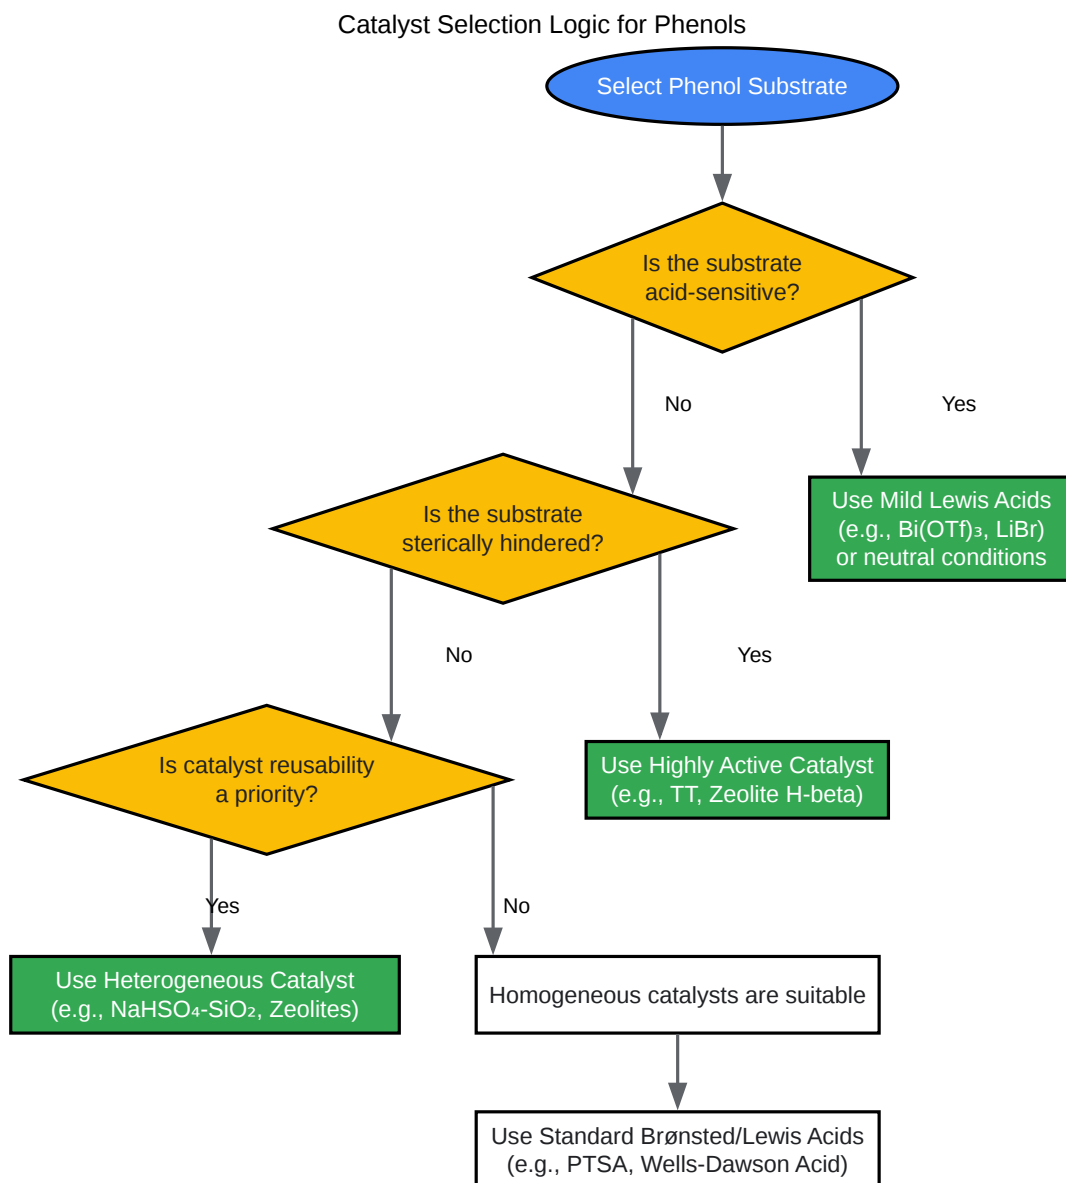 Catalyst Selection Logic for Phenols
Select Phenol Substrate
Is the substrate
acid-sensitive?
No
Yes
Is the substrate
sterically hindered?
Use Mild Lewis Acids
(e.g., Bi(OTf)₃, LiBr)
or neutral conditions
No
Yes
Is catalyst reusability
a priority?
Use Highly Active Catalyst
(e.g., TT, Zeolite H-beta)
Yes
No
Use Heterogeneous Catalyst
(e.g., NaHSO₄-SiO₂, Zeolites)
Homogeneous catalysts are suitable
Use Standard Brønsted/Lewis Acids
(e.g., PTSA, Wells-Dawson Acid)